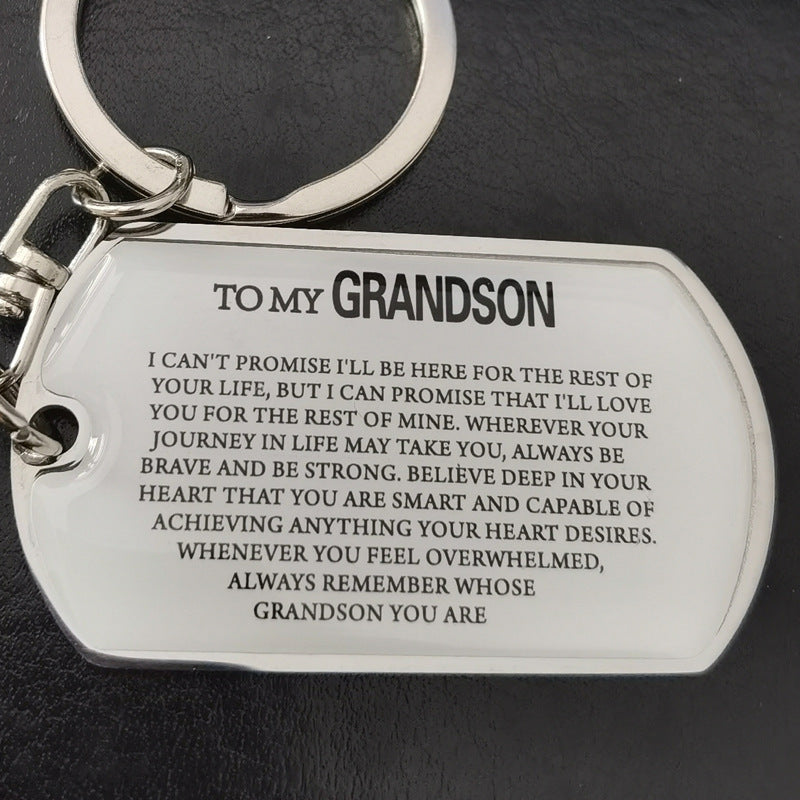 TO MY GRANDSON
I CAN'T PROMISE I'LL BE HERE FOR THE REST OF
YOUR LIFE, BUT I CAN PROMISE THAT I'LL LOVE
YOU FOR THE REST OF MINE. WHEREVER YOUR
JOURNEY IN LIFE MAY TAKE YOU, ALWAYS BE
BRAVE AND BE STRONG. BELIEVE DEEP IN YOUR
HEART THAT YOU ARE SMART AND CAPABLE OF
ACHIEVING ANYTHING YOUR HEART DESIRES.
WHENEVER YOU FEEL OVERWHELMED,
ALWAYS REMEMBER WHOSE
GRANDSON YOU ARE